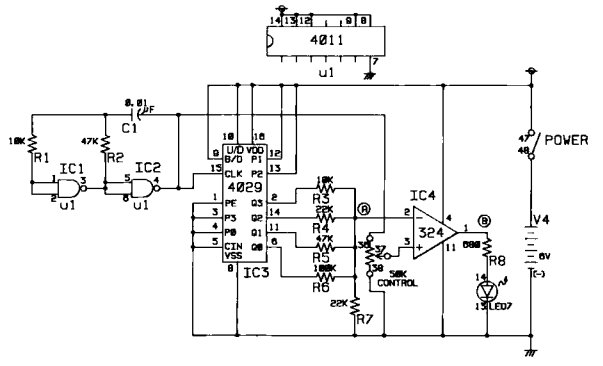 14 13 12 9 8
4011
7
u1
0.01µF
C1
10K
R1
47K
R2
IC1
1
2
3
u1
IC2
5
6
4
u1
10 16
U/D VDD
9 B/D P1 12
15 CLK P2 13
4029
1 PE Q3 2
3 P3 Q2 14
4 P0 Q1 11
5 CIN Q0 6
VSS
8
IC3
10K
R3
22K
R4
47K
R5
100K
R6
22K
R7
A
36
37
38
50K
CONTROL
IC4
2
3
324
4
11
1
B
680
R8
14
13 LED7
47
48
POWER
V4
6V
(-)